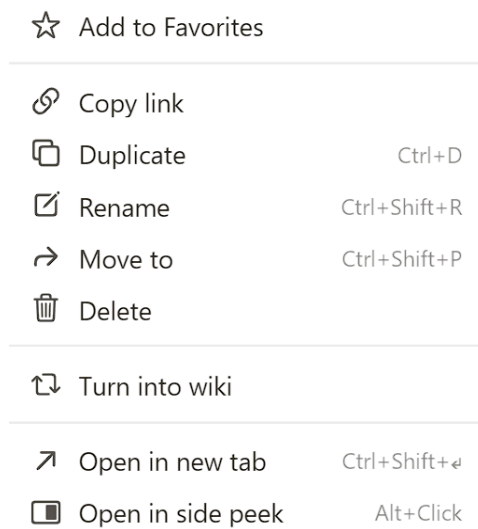 Add to Favorites
Copy link
Duplicate Ctrl+D
Rename Ctrl+Shift+R
Move to Ctrl+Shift+P
Delete
Turn into wiki
Open in new tab Ctrl+Shift+↵
Open in side peek Alt+Click